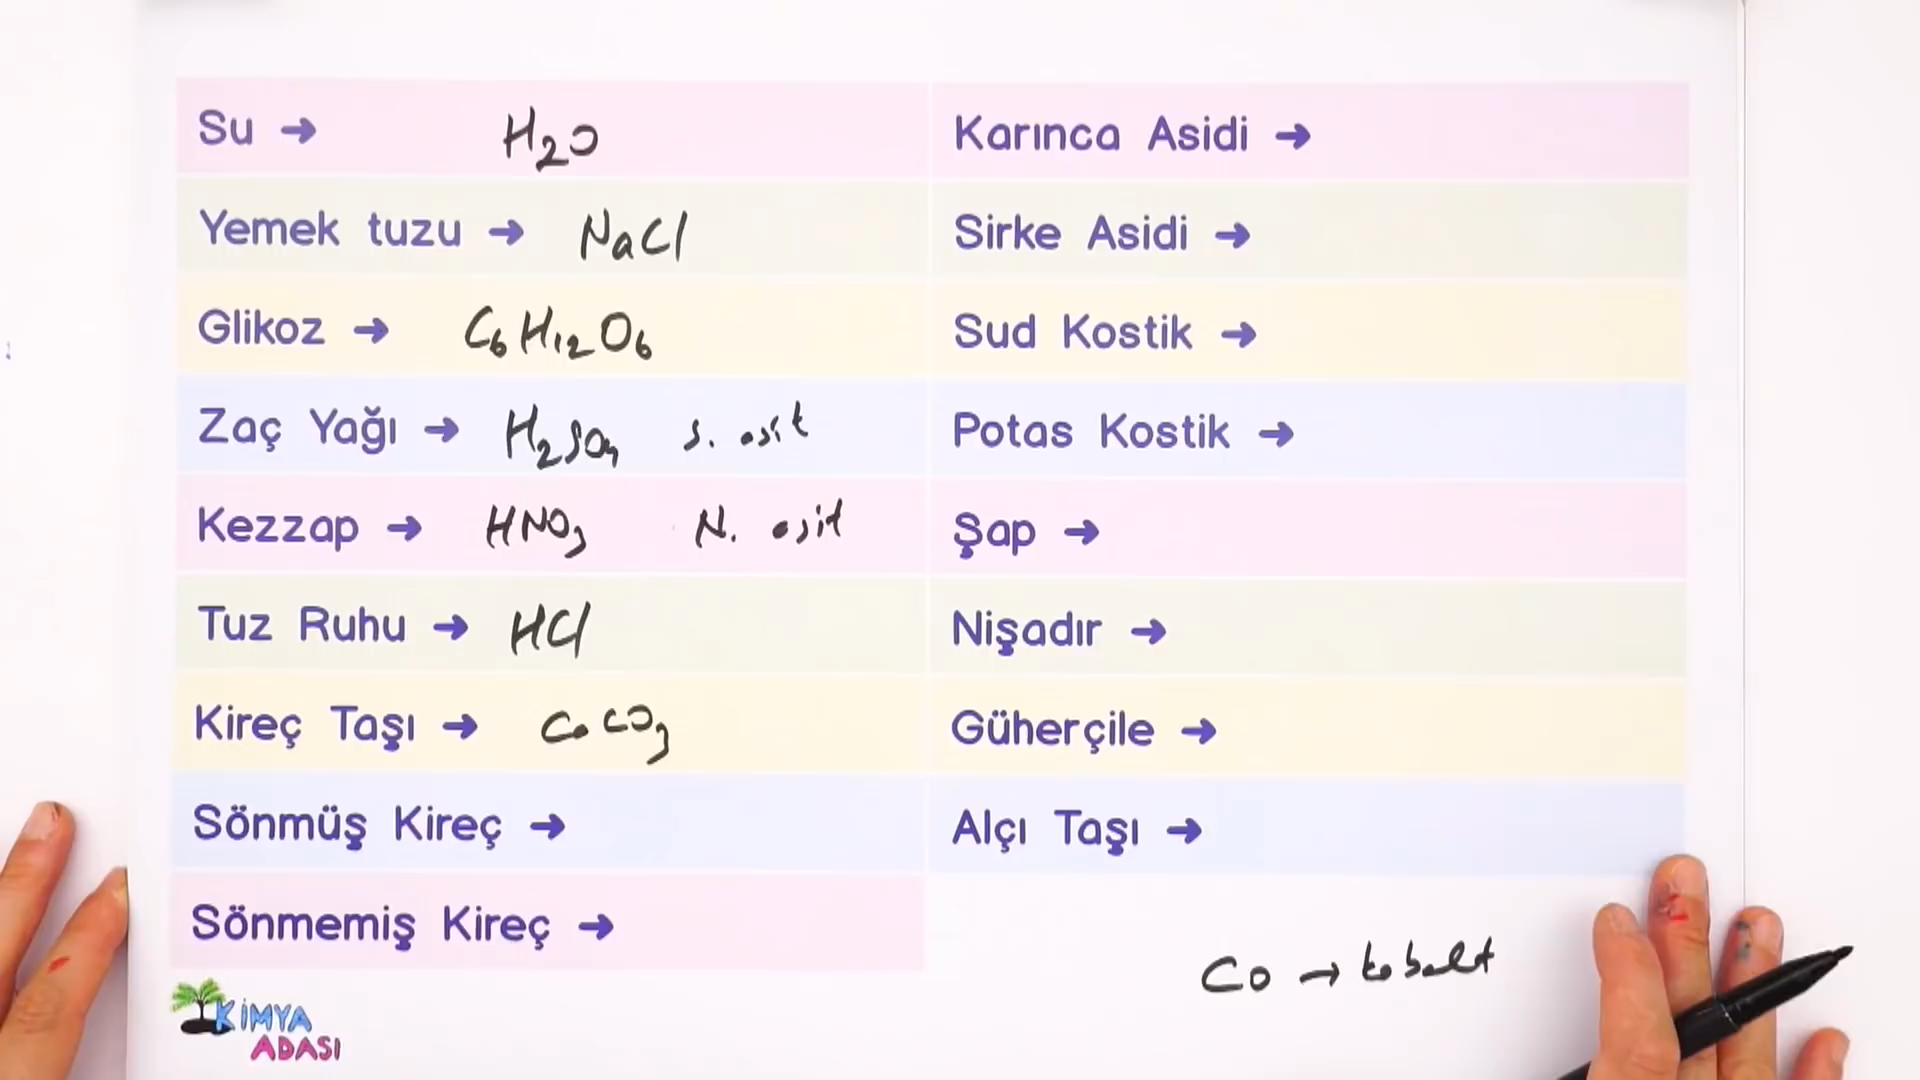 Su → H2O
Yemek tuzu → NaCl
Glikoz → C6H12O6
Zaç Yağı → H2SO4 S. asit
Kezzap → HNO3 N. asit
Tuz Ruhu → HCl
Kireç Taşı → CaCO3
Sönmüş Kireç →
Sönmemiş Kireç →
KİMYA
ADASI
Karınca Asidi →
Sirke Asidi →
Sud Kostik →
Potas Kostik →
Şap →
Nişadır →
Güherçile →
Alçı Taşı →
Co → kobalt